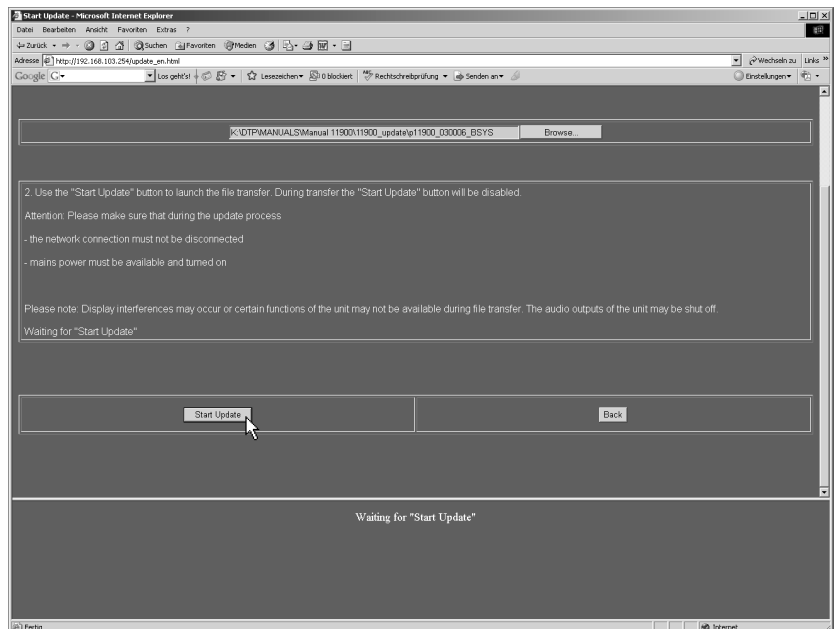 Start Update - Microsoft Internet Explorer
Datei Bearbeiten Ansicht Favoriten Extras ?
Zurück Suchen Favoriten Medien
Adresse http://192.168.103.254/update_en.html Wechseln zu Links »
Google G Los geht's! Lesezeichen 0 blockiert Rechtschreibprüfung Senden an Einstellungen
K:\DTP\MANUALS\Manual 11900\11900_update\p11900_030006_BSYS Browse...
2. Use the "Start Update" button to launch the file transfer. During transfer the "Start Update" button will be disabled.
Attention: Please make sure that during the update process
- the network connection must not be disconnected
- mains power must be available and turned on
Please note: Display interferences may occur or certain functions of the unit may not be available during file transfer. The audio outputs of the unit may be shut off.
Waiting for "Start Update"
Start Update Back
Waiting for "Start Update"
Fertig Internet